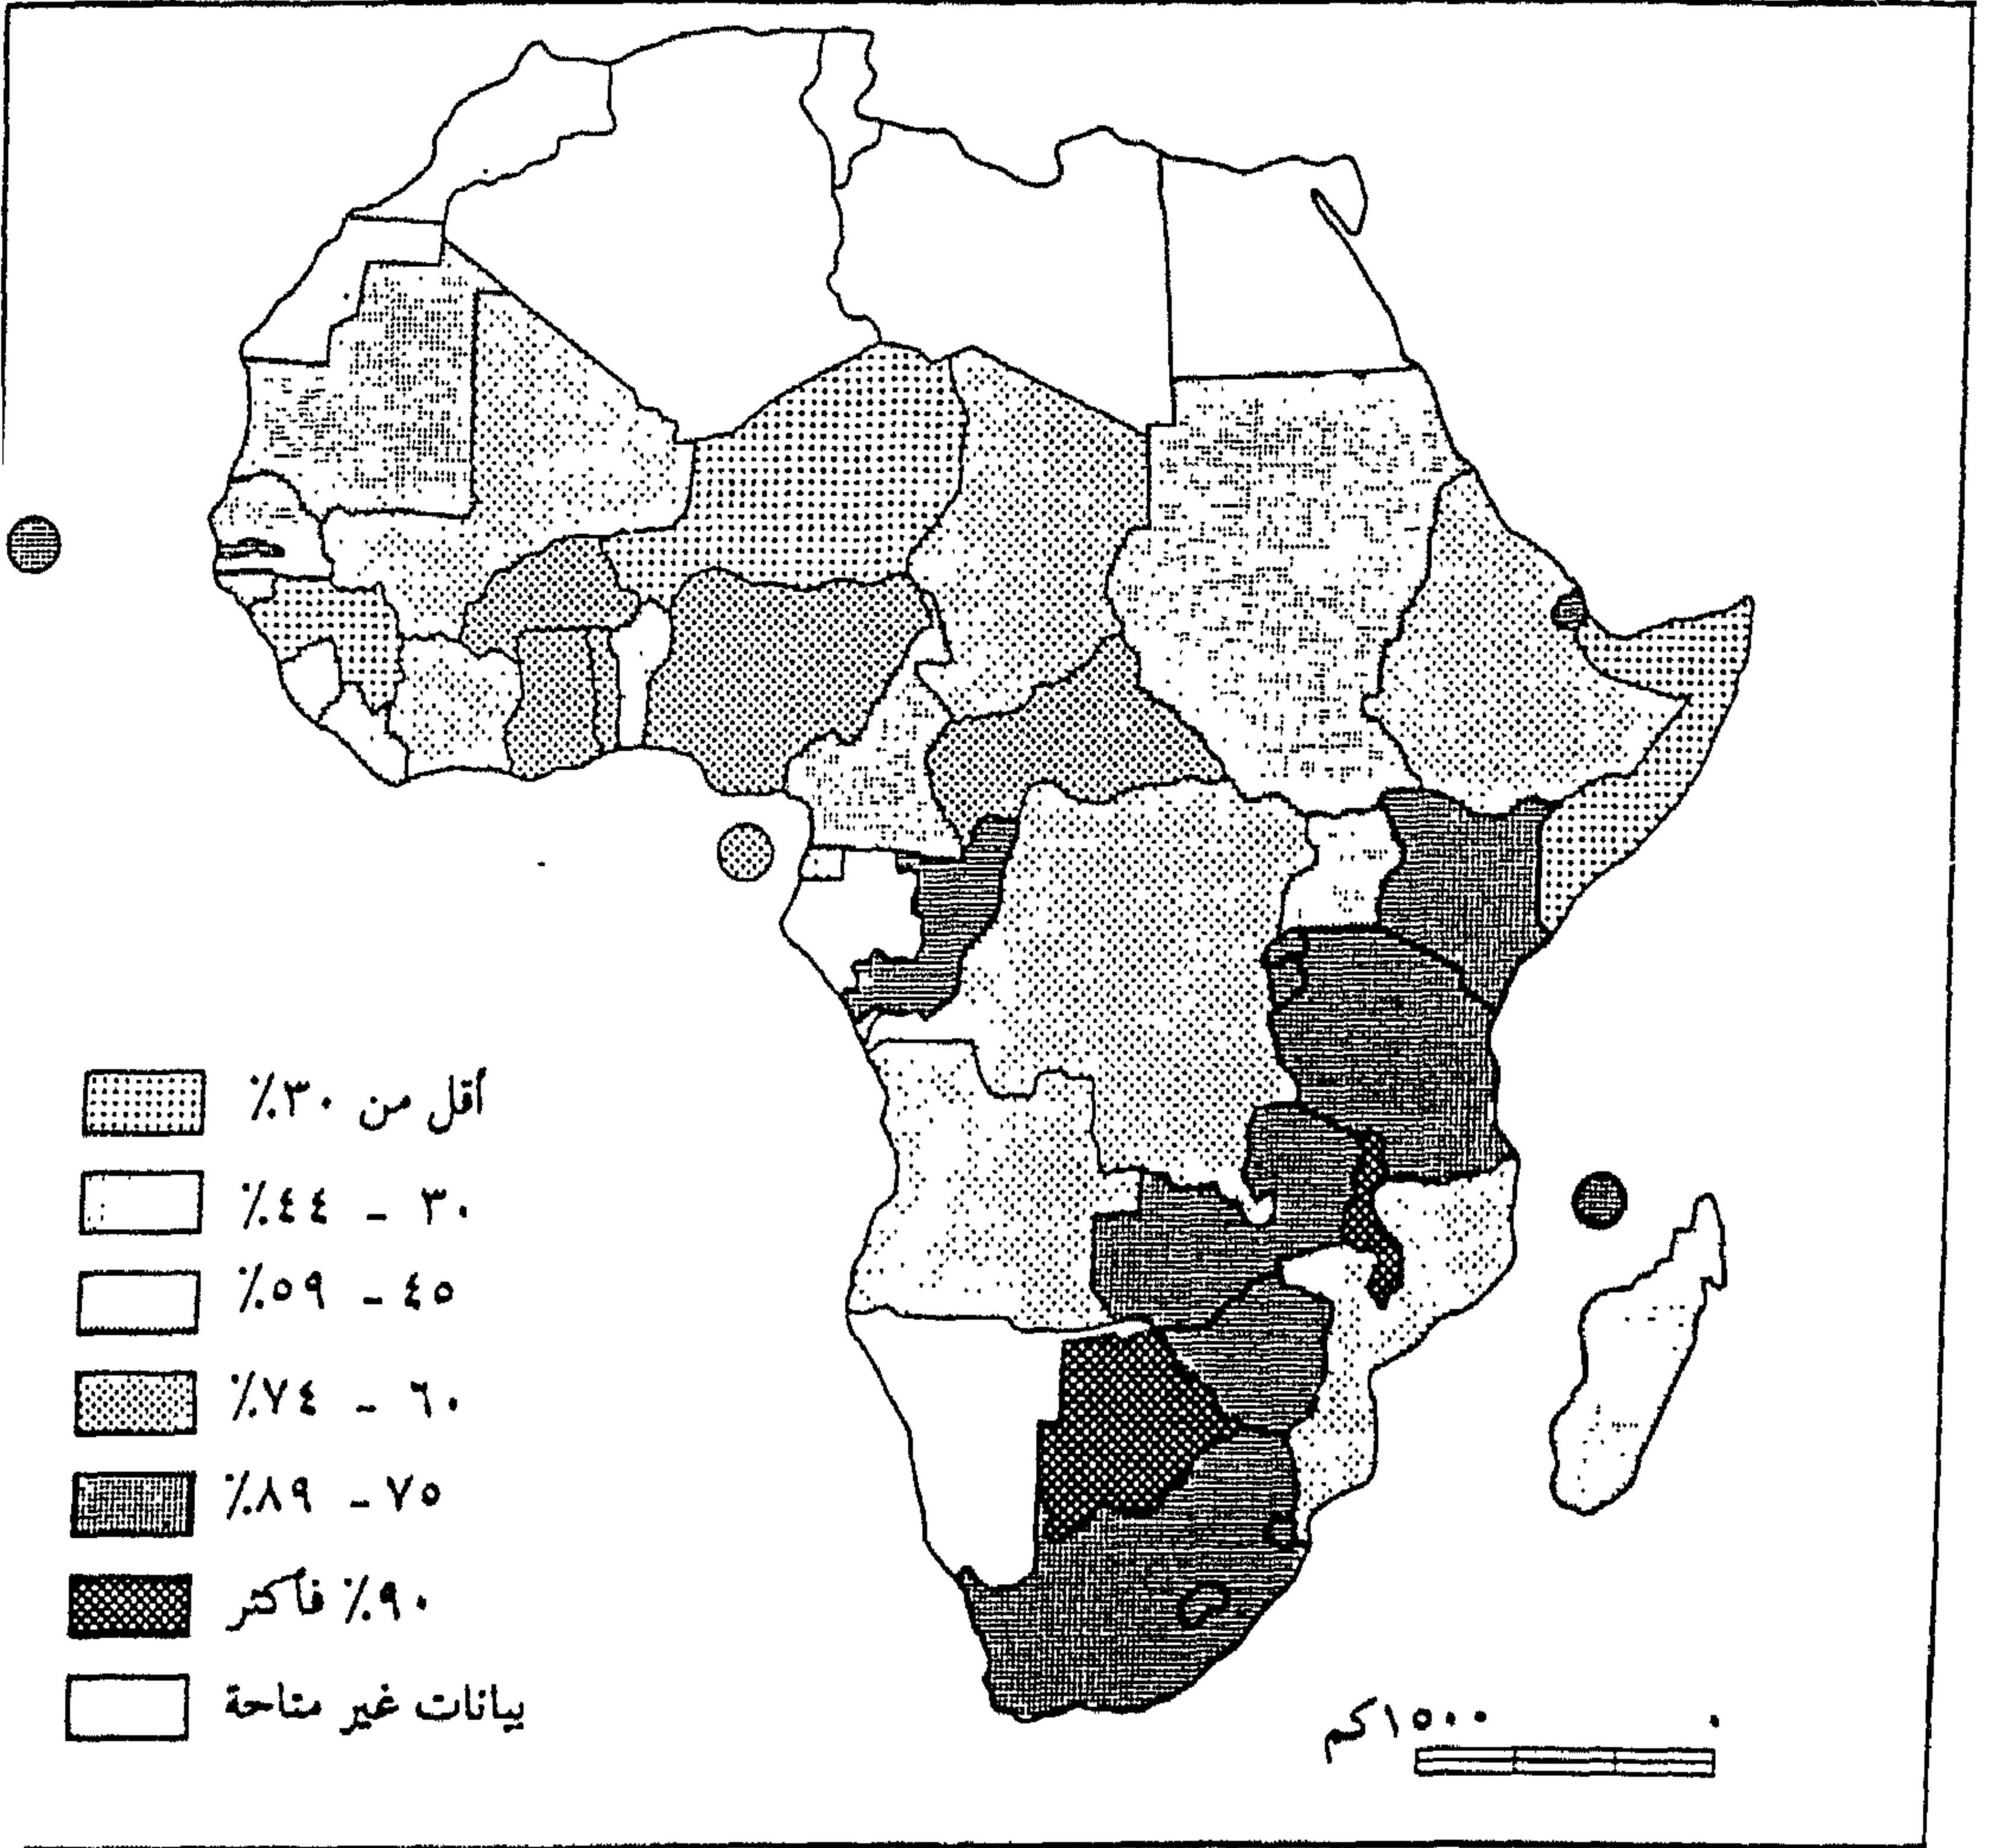 أقل من ٣٠٪
٣٠ - ٤٤٪
٤٥ - ٥٩٪
٦٠ - ٧٤٪
٧٥ - ٨٩٪
٩٠٪ فأكثر
بيانات غير متاحة
٠ ١٥٠٠كم